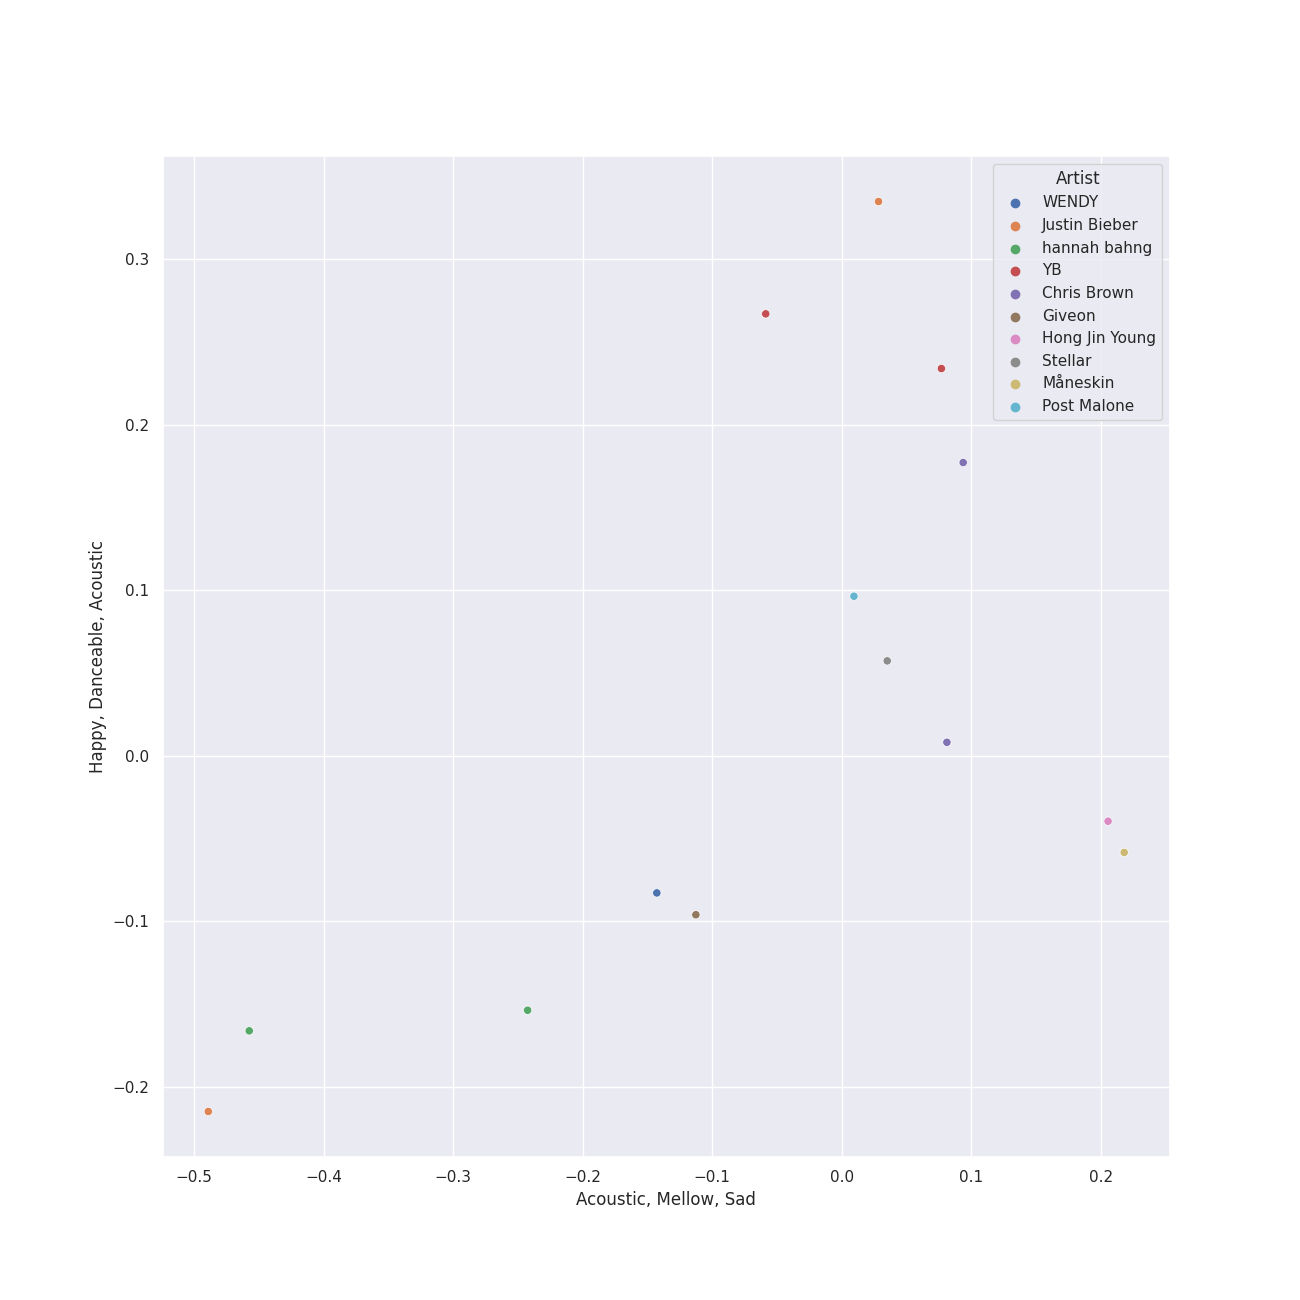 Artist
WENDY
Justin Bieber
hannah bahng
YB
Chris Brown
Giveon
Hong Jin Young
Stellar
Måneskin
Post Malone
0.3
0.2
0.1
0.0
−0.1
−0.2
Happy, Danceable, Acoustic
−0.5 −0.4 −0.3 −0.2 −0.1 0.0 0.1 0.2
Acoustic, Mellow, Sad